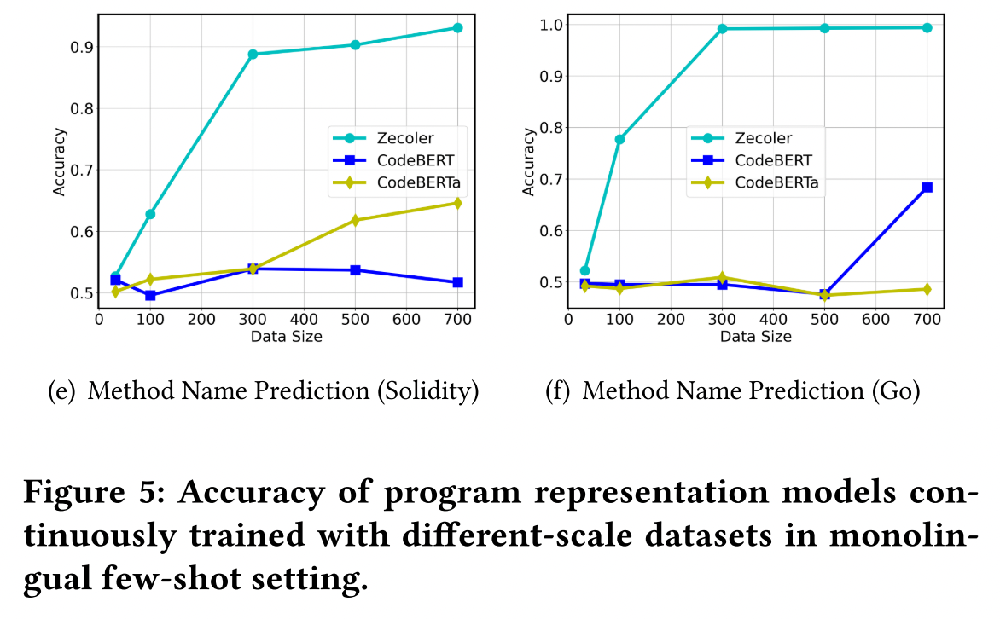 0.9
0.8
0.7
0.6
0.5
Accuracy
Zecoler
CodeBERT
CodeBERTa
0 100 200 300 400 500 600 700
Data Size
(e) Method Name Prediction (Solidity)
1.0
0.9
0.8
0.7
0.6
0.5
Accuracy
Zecoler
CodeBERT
CodeBERTa
0 100 200 300 400 500 600 700
Data Size
(f) Method Name Prediction (Go)
Figure 5: Accuracy of program representation models con-
tinuously trained with different-scale datasets in monolin-
gual few-shot setting.